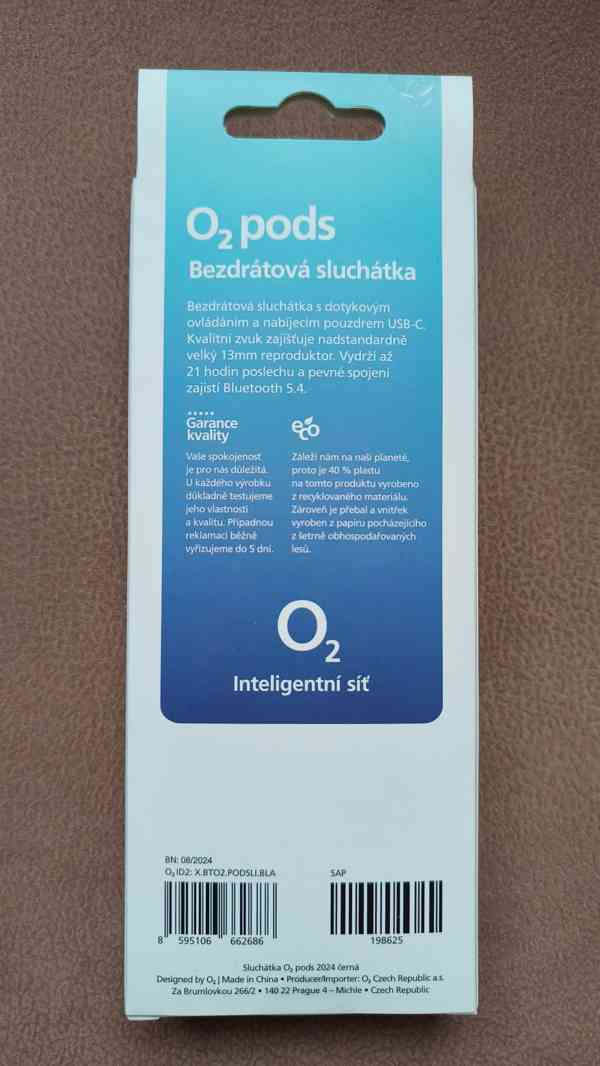 O2 pods
Bezdrátová sluchátka
Bezdrátová sluchátka s dotykovým
ovládáním a nabíjecím pouzdrem USB-C.
Kvalitní zvuk zajišťuje nadstandardně
velký 13mm reproduktor. Vydrží až
21 hodin poslechu a pevné spojení
zajistí Bluetooth 5.4.
Garance
kvality
Vaše spokojenost
je pro nás důležitá.
U každého výrobku
důkladně testujeme
jeho vlastnosti
a kvalitu. Případnou
reklamaci běžně
vyřizujeme do 5 dní.
eco
Záleží nám na naší planetě,
proto je 40 % plastu
na tomto produktu vyrobeno
z recyklovaného materiálu.
Zároveň je přebal a vnitřek
vyroben z papíru pocházejícího
z šetrně obhospodařovaných
lesů.
O2
Inteligentní síť
BN: 08/2024
O2 ID2: X.BTO2.PODSLI.BLA
8 595106 662686
SAP
198625
Sluchátka O2 pods 2024 černá
Designed by O2 | Made in China • Producer/Importer: O2 Czech Republic a.s.
Za Brumlovkou 266/2 • 140 22 Prague 4 – Michle • Czech Republic